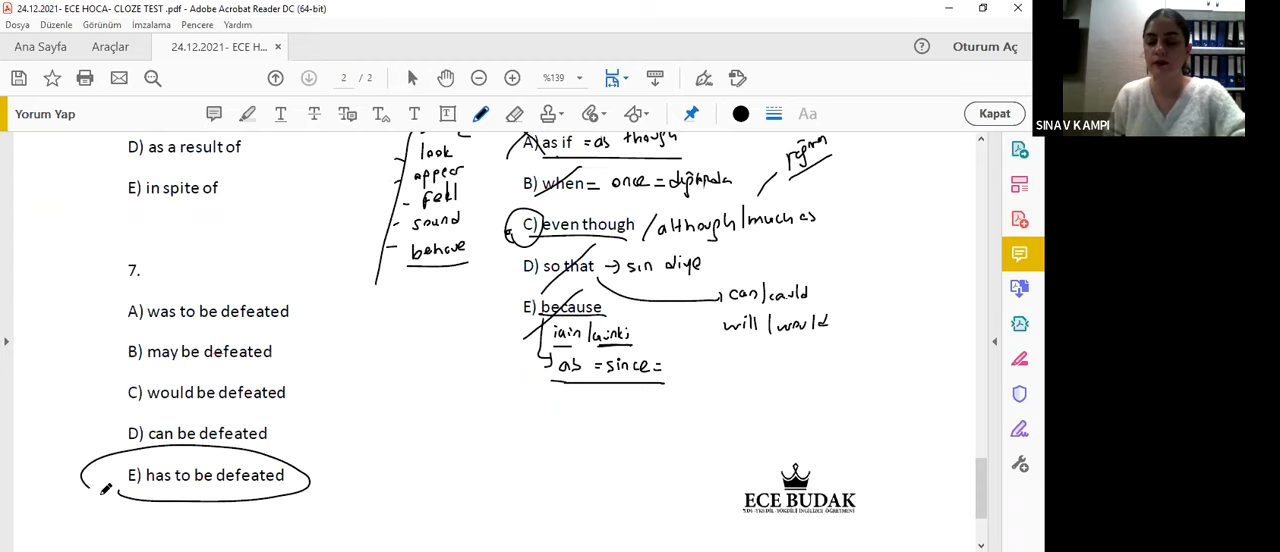 24.12.2021- ECE HOCA- CLOZE TEST .pdf - Adobe Acrobat Reader DC (64-bit)
Dosya Düzenle Görünüm İmzalama Pencere Yardım
Ana Sayfa Araçlar 24.12.2021- ECE H... × Oturum Aç
2 / 2 %139
Yorum Yap Aa Kapat
SINAV KAMPI
D) as a result of
E) in spite of
look
appear
feel
sound
behave
A) as if = as though
B) when = once =
C) even though / although / much as
D) so that → sin diye
can / could
will / would
E) because
için / çünkü
as = since =
7.
A) was to be defeated
B) may be defeated
C) would be defeated
D) can be defeated
E) has to be defeated
ECE BUDAK